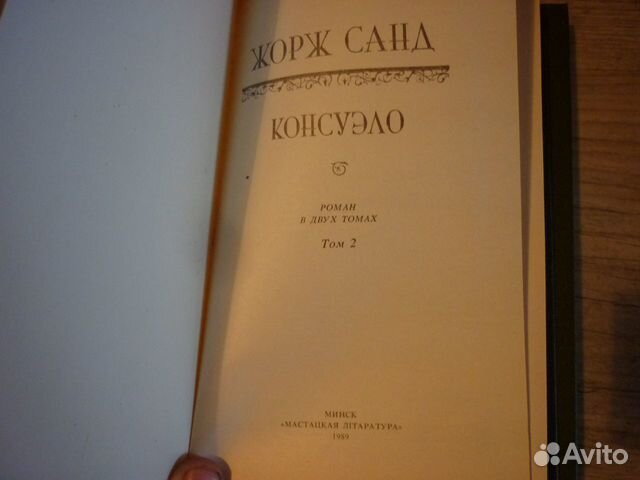 ЖОРЖ САНД
КОНСУЭЛО
РОМАН
В ДВУХ ТОМАХ
Том 2
МИНСК
«МАСТАЦКАЯ ЛІТАРАТУРА»
1989
Avito